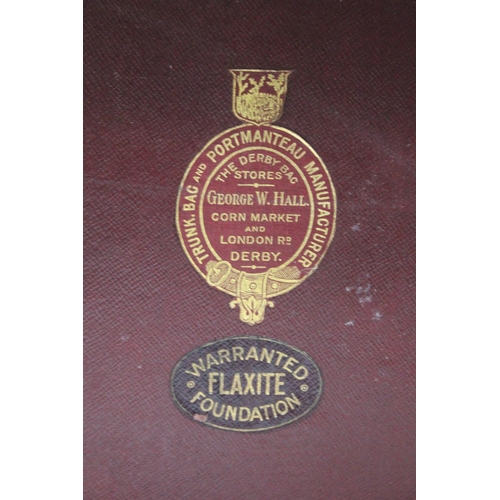 TRUNK, BAG AND PORTMANTEAU MANUFACTURER
THE DERBY BAG
STORES
GEORGE W. HALL.
CORN MARKET
AND
LONDON RD
DERBY.
WARRANTED
FLAXITE
FOUNDATION